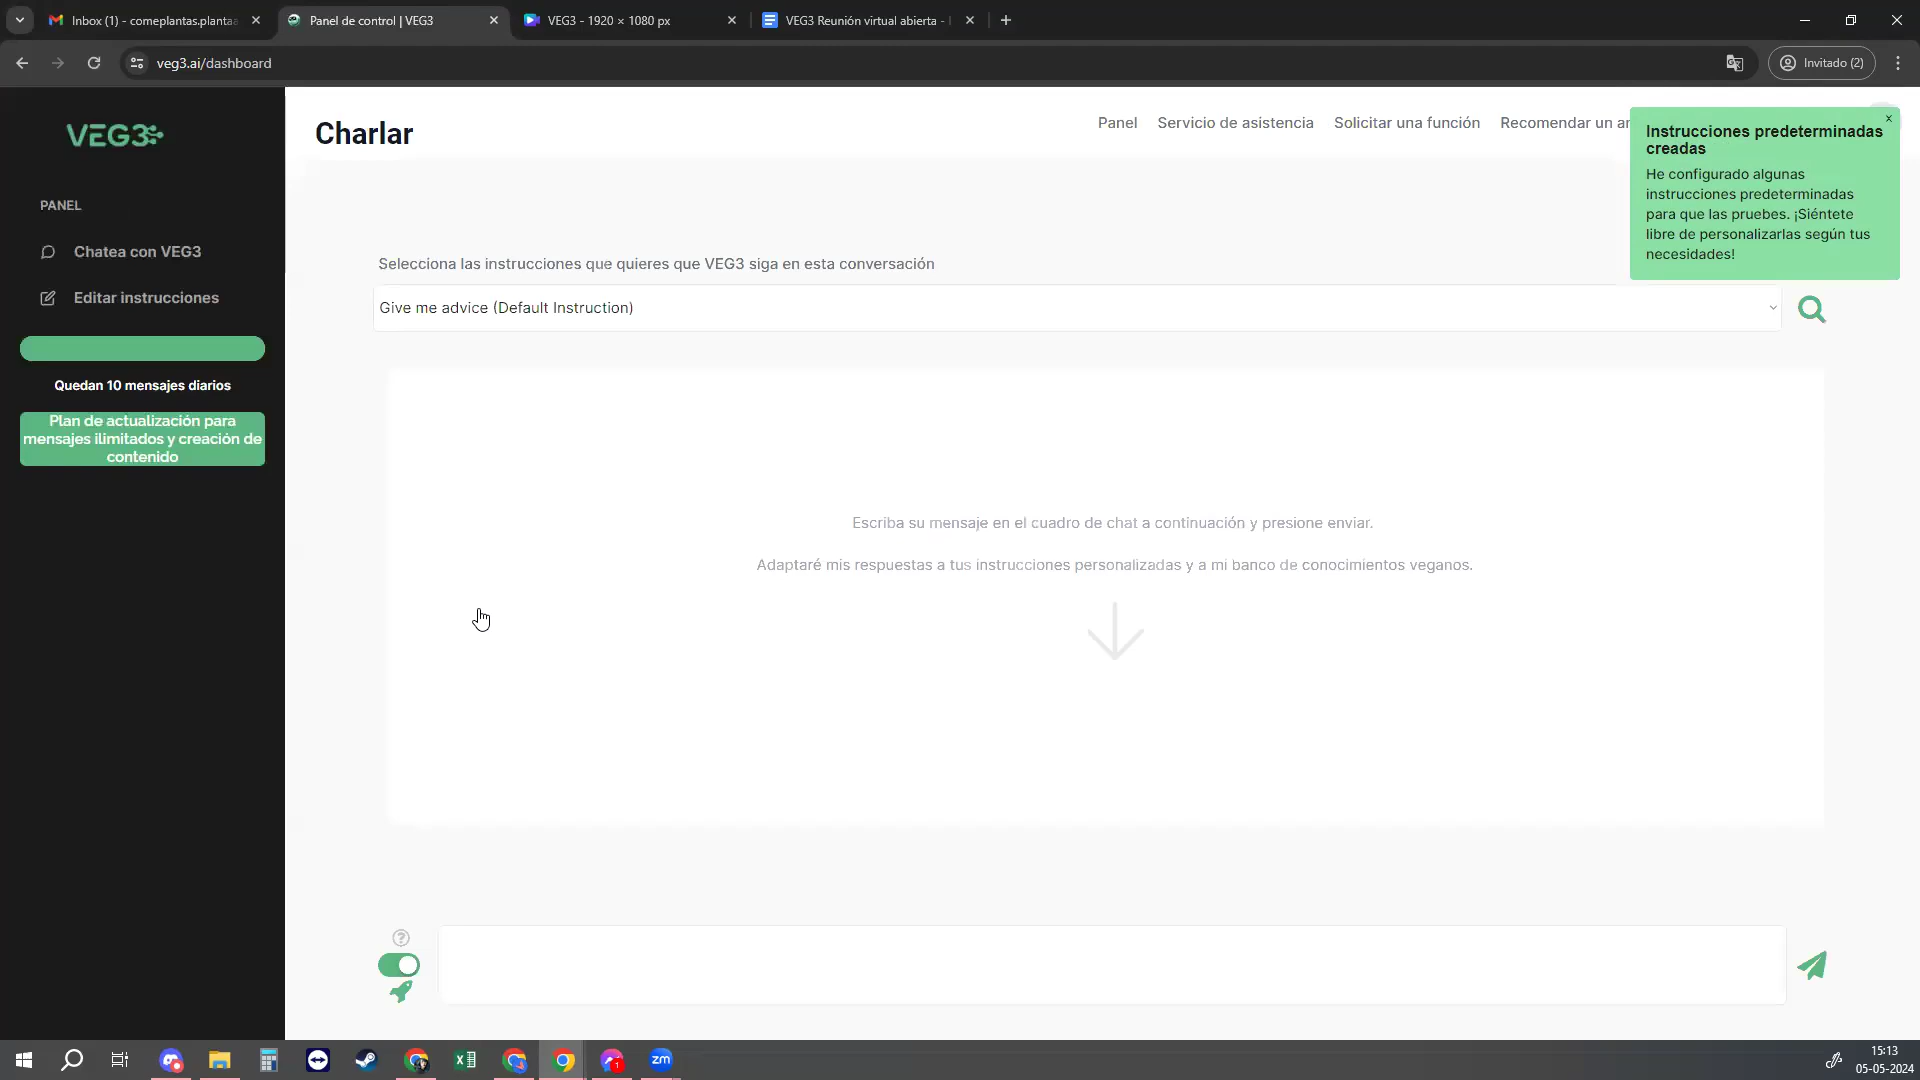 Inbox (1) - comeplantas.planta
Panel de control | VEG3
VEG3 - 1920 × 1080 px
VEG3 Reunión virtual abierta -
veg3.ai/dashboard
Invitado (2)
VEG3
Charlar
Panel
Servicio de asistencia
Solicitar una función
Recomendar un
Instrucciones predeterminadas
creadas
He configurado algunas
instrucciones predeterminadas
para que las pruebes. ¡Siéntete
libre de personalizarlas según tus
necesidades!
PANEL
Chatea con VEG3
Editar instrucciones
Quedan 10 mensajes diarios
Plan de actualización para
mensajes ilimitados y creación de
contenido
Selecciona las instrucciones que quieres que VEG3 siga en esta conversación
Give me advice (Default Instruction)
Escriba su mensaje en el cuadro de chat a continuación y presione enviar.
Adaptaré mis respuestas a tus instrucciones personalizadas y a mi banco de conocimientos veganos.
zm
1
15:13
05-05-2024